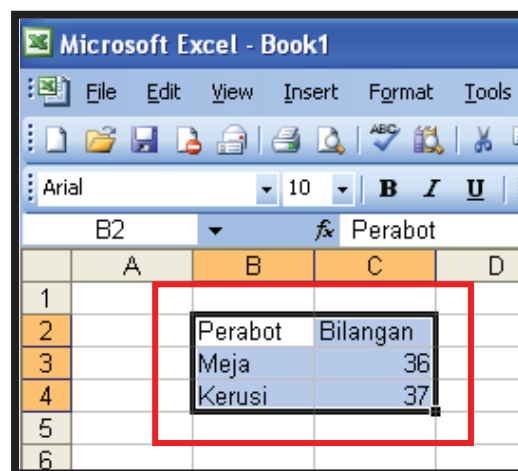 Microsoft Excel - Book1
File Edit View Insert Format Tools
ABC
Arial 10 B I U
B2 fx Perabot
A B C D
1
2 Perabot Bilangan
3 Meja 36
4 Kerusi 37
5
6